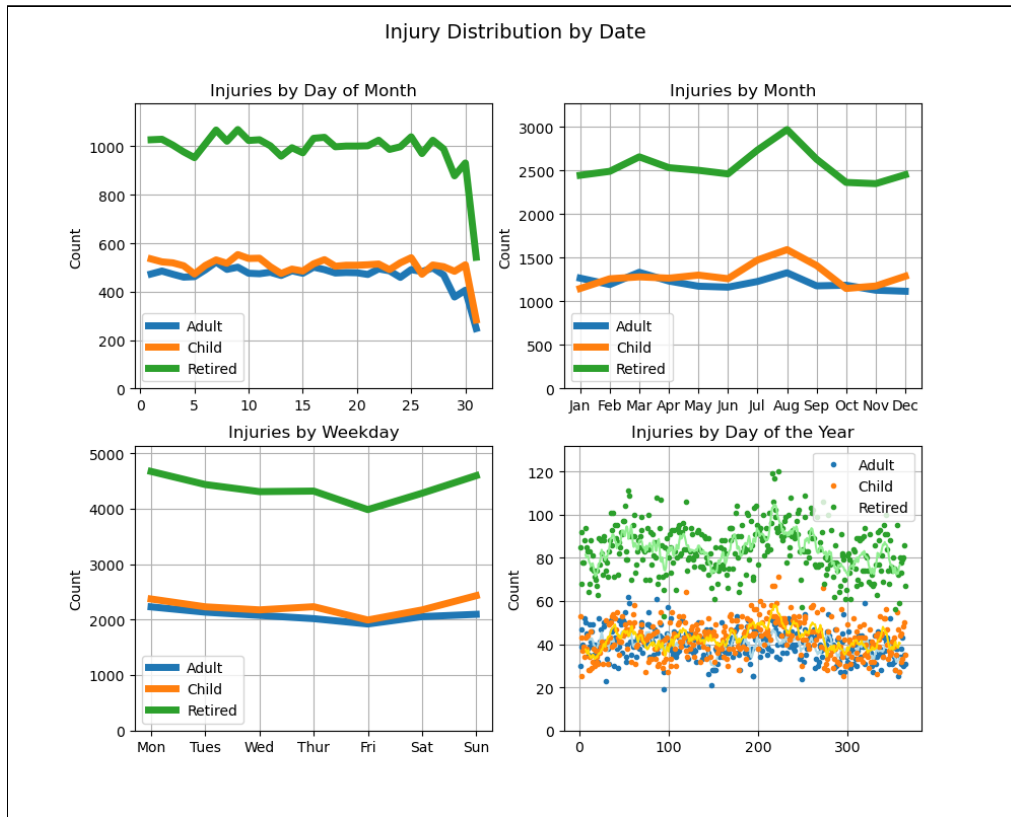 Injury Distribution by Date
Injuries by Day of Month
Count
0
200
400
600
800
1000
0
5
10
15
20
25
30
Adult
Child
Retired
Injuries by Month
Count
0
500
1000
1500
2000
2500
3000
Jan Feb Mar Apr May Jun Jul Aug Sep Oct Nov Dec
Adult
Child
Retired
Injuries by Weekday
Count
0
1000
2000
3000
4000
5000
Mon Tues Wed Thur Fri Sat Sun
Adult
Child
Retired
Injuries by Day of the Year
Count
0
20
40
60
80
100
120
0
100
200
300
Adult
Child
Retired